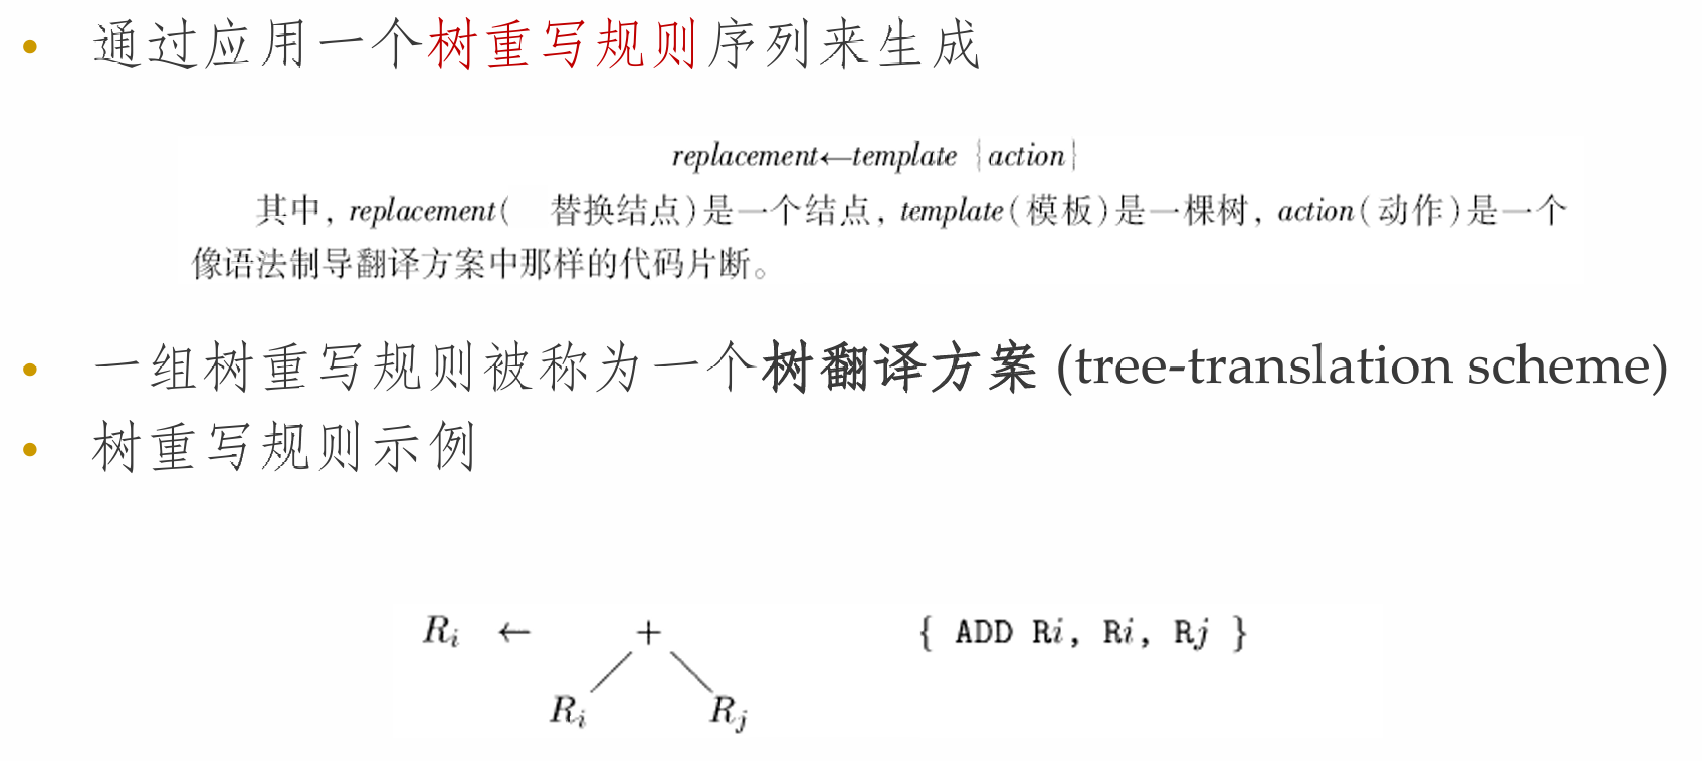 • 通过应用一个树重写规则序列来生成
replacement←template {action}
其中, replacement( 替换结点)是一个结点, template(模板)是一棵树, action(动作)是一个
像语法制导翻译方案中那样的代码片断。
• 一组树重写规则被称为一个树翻译方案 (tree-translation scheme)
• 树重写规则示例
Ri ← + { ADD Ri, Ri, Rj }
Ri Rj